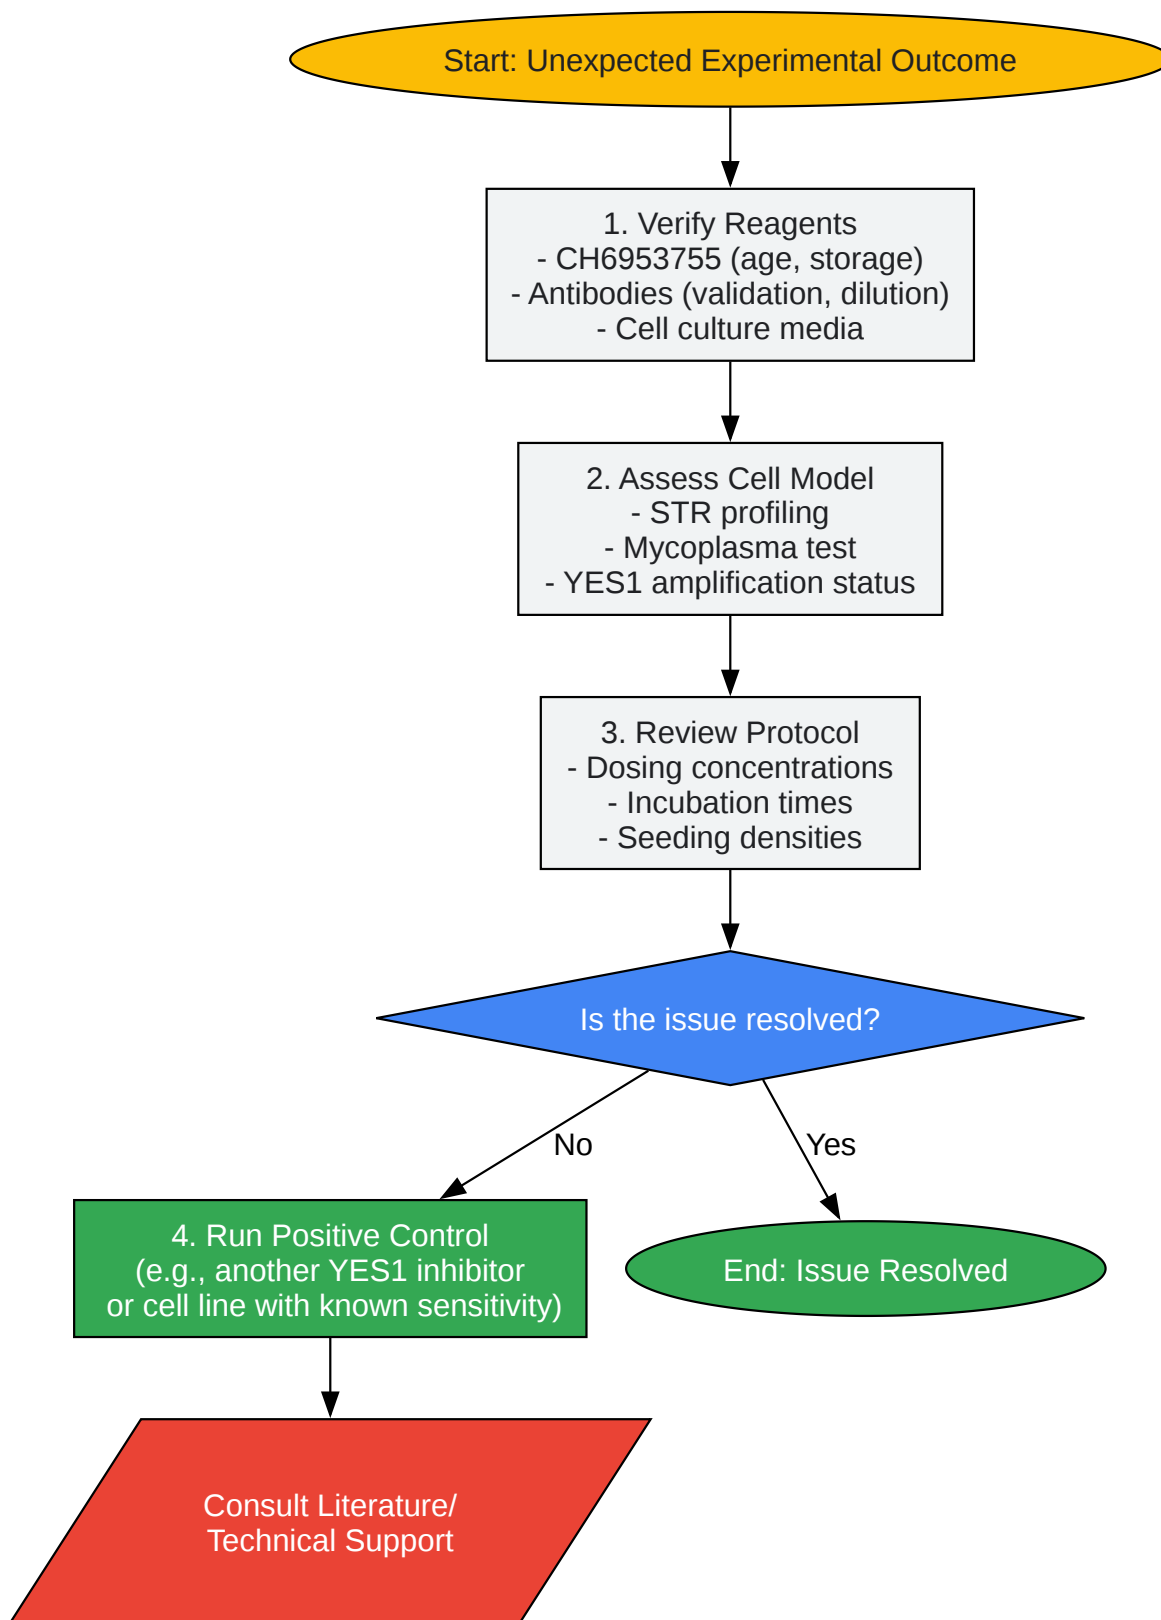 Start: Unexpected Experimental Outcome
1. Verify Reagents
- CH6953755 (age, storage)
- Antibodies (validation, dilution)
- Cell culture media
2. Assess Cell Model
- STR profiling
- Mycoplasma test
- YES1 amplification status
3. Review Protocol
- Dosing concentrations
- Incubation times
- Seeding densities
Is the issue resolved?
No
Yes
4. Run Positive Control
(e.g., another YES1 inhibitor
or cell line with known sensitivity)
End: Issue Resolved
Consult Literature/
Technical Support